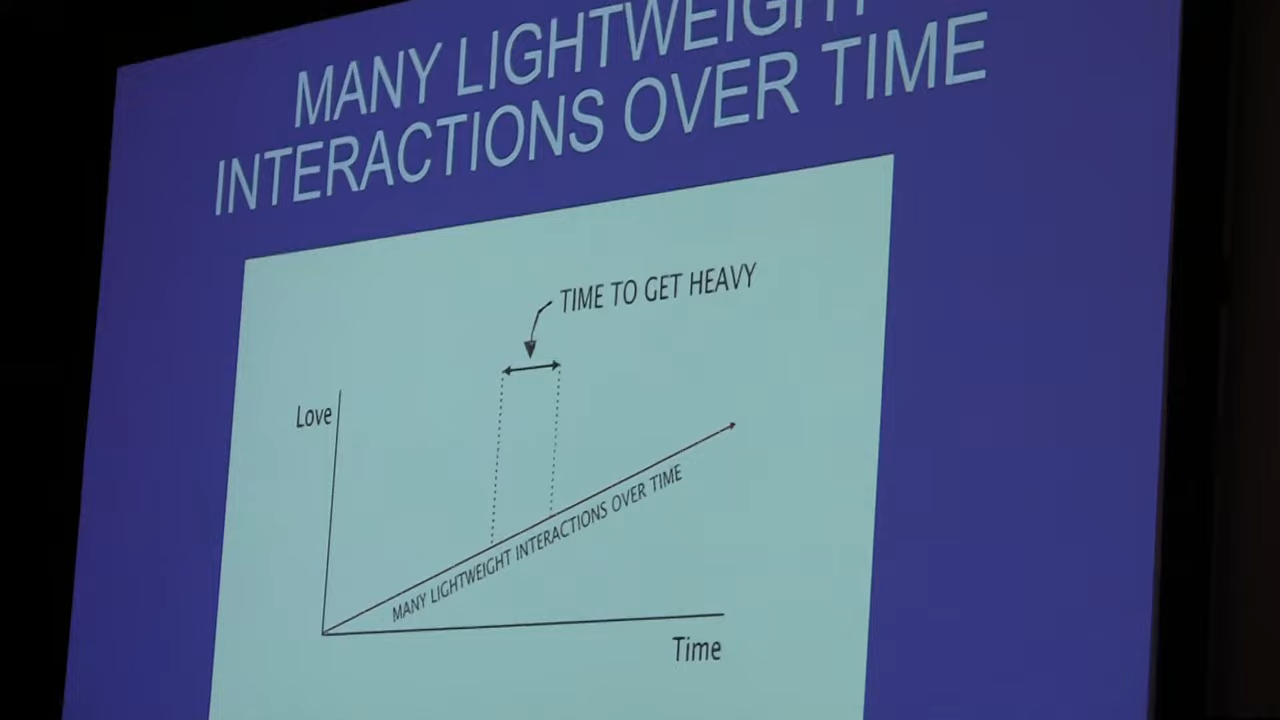 MANY LIGHTWEIGHT
INTERACTIONS OVER TIME
TIME TO GET HEAVY
Love
MANY LIGHTWEIGHT INTERACTIONS OVER TIME
Time